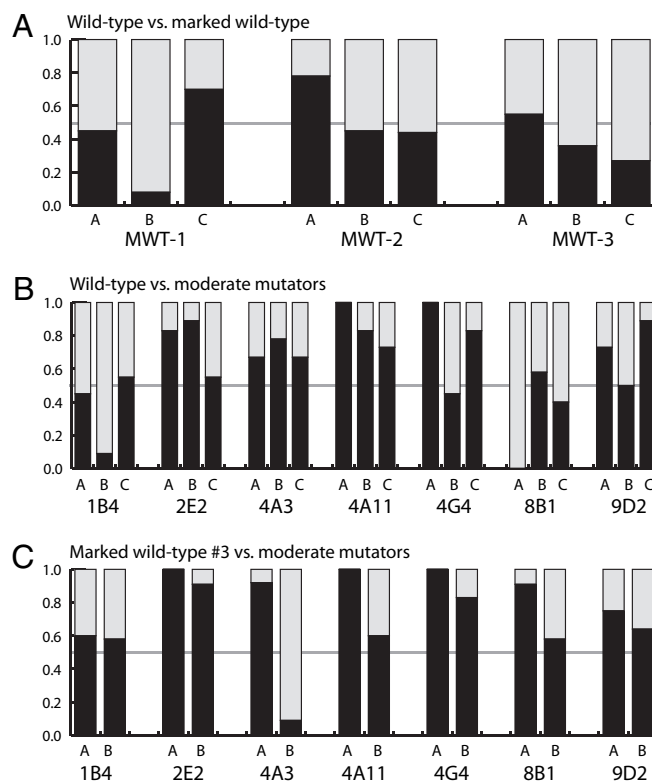 A Wild-type vs. marked wild-type
1.0
0.8
0.6
0.4
0.2
0.0
A B C A B C A B C
MWT-1 MWT-2 MWT-3
B Wild-type vs. moderate mutators
1.0
0.8
0.6
0.4
0.2
0.0
A B C A B C A B C A B C A B C A B C A B C
1B4 2E2 4A3 4A11 4G4 8B1 9D2
C Marked wild-type #3 vs. moderate mutators
1.0
0.8
0.6
0.4
0.2
0.0
A B A B A B A B A B A B A B
1B4 2E2 4A3 4A11 4G4 8B1 9D2